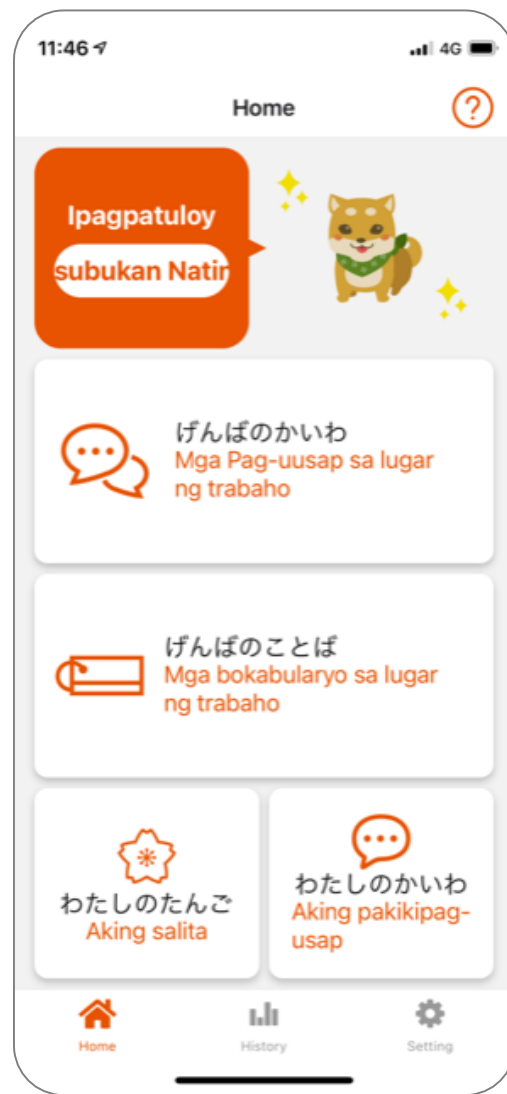 11:46
4G
Home
?
Ipagpatuloy
subukan Natin
げんばのかいわ
Mga Pag-uusap sa lugar
ng trabaho
げんばのことば
Mga bokabularyo sa lugar
ng trabaho
わたしのたんご
Aking salita
わたしのかいわ
Aking pakikipag-
usap
Home
History
Setting